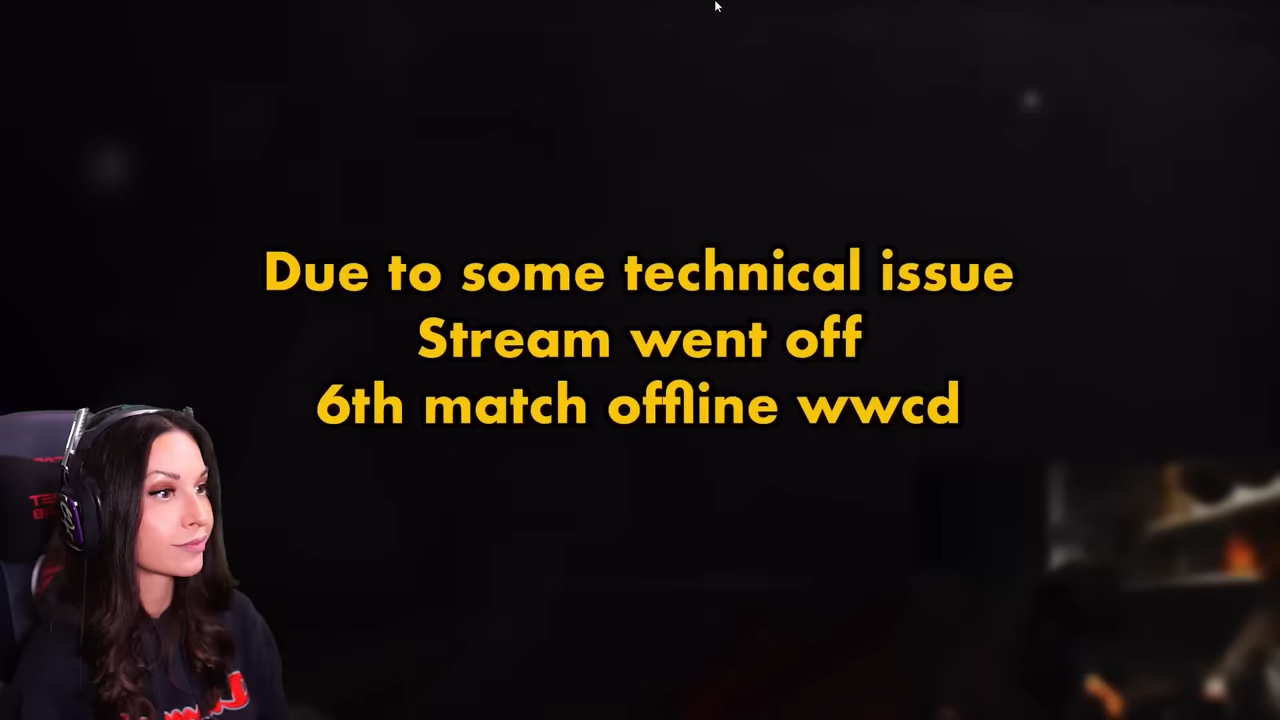 Due to some technical issue
Stream went off
6th match offline wwcd